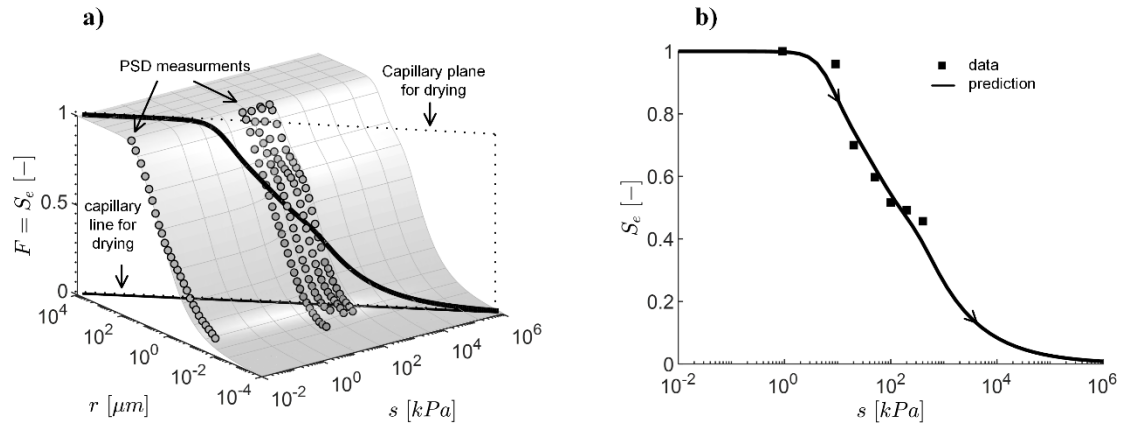 a)
PSD measurments
Capillary plane
for drying
capillary
line for
drying
F = S_e [−]
1
0.5
0
10^4
10^2
10^0
10^-2
10^-4
r [μm]
10^-2
10^0
10^2
10^4
10^6
s [kPa]
b)
data
prediction
S_e [−]
1
0.8
0.6
0.4
0.2
0
10^-2
10^0
10^2
10^4
10^6
s [kPa]